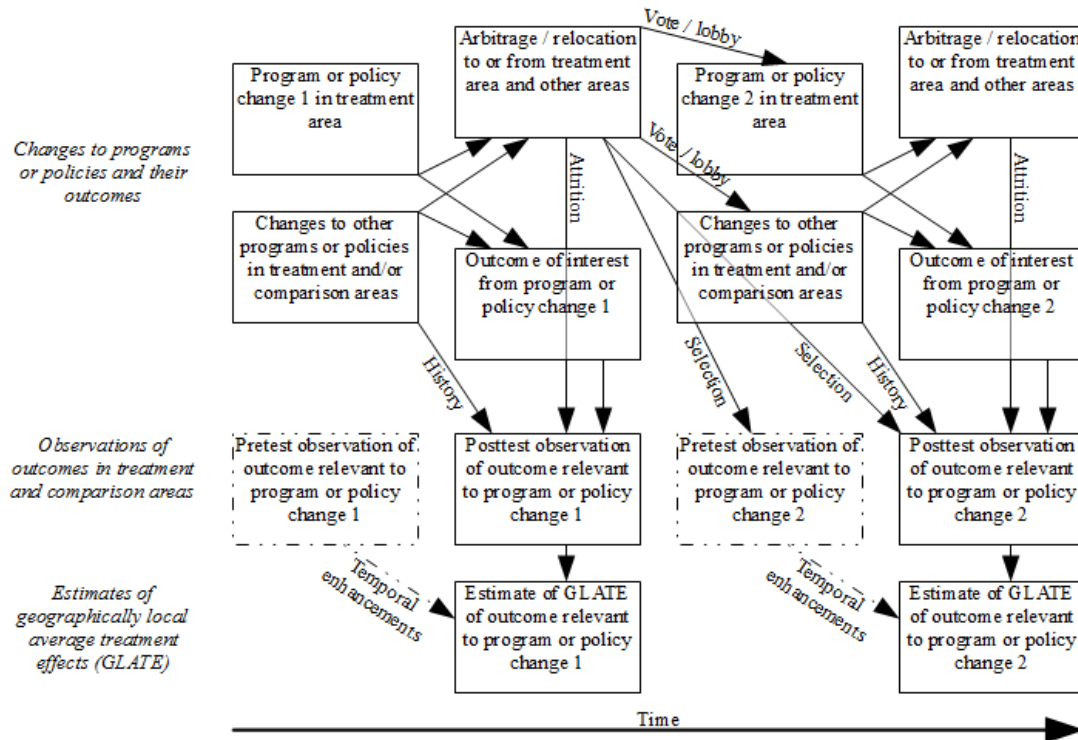 Arbitrage / relocation
to or from treatment
area and other areas
Vote / lobby
Arbitrage / relocation
to or from treatment
area and other areas
Program or policy
change 1 in treatment
area
Program or policy
change 2 in treatment
area
Changes to programs
or policies and their
outcomes
Vote / lobby
Attrition
Attrition
Changes to other
programs or policies
in treatment and/or
comparison areas
Changes to other
programs or policies
in treatment and/or
comparison areas
Outcome of interest
from program or
policy change 1
Outcome of interest
from program or
policy change 2
History
Selection
Selection
History
Observations of
outcomes in treatment
and comparison areas
Pretest observation of
outcome relevant to
program or policy
change 1
Posttest observation
of outcome relevant
to program or policy
change 1
Pretest observation of
outcome relevant to
program or policy
change 2
Posttest observation
of outcome relevant
to program or policy
change 2
Temporal
enhancements
Temporal
enhancements
Estimates of
geographically local
average treatment
effects (GLATE)
Estimate of GLATE
of outcome relevant
to program or policy
change 1
Estimate of GLATE
of outcome relevant
to program or policy
change 2
Time